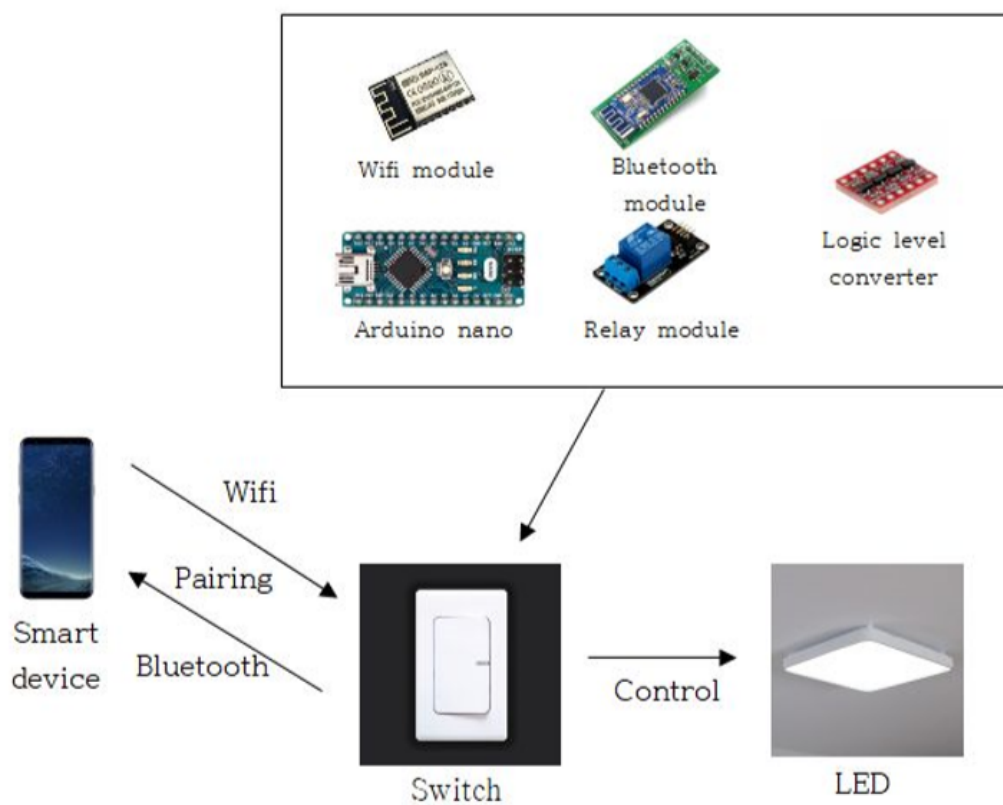 Wifi module
Bluetooth
module
Logic level
converter
Arduino nano
Relay module
Wifi
Pairing
Bluetooth
Smart
device
Control
Switch
LED